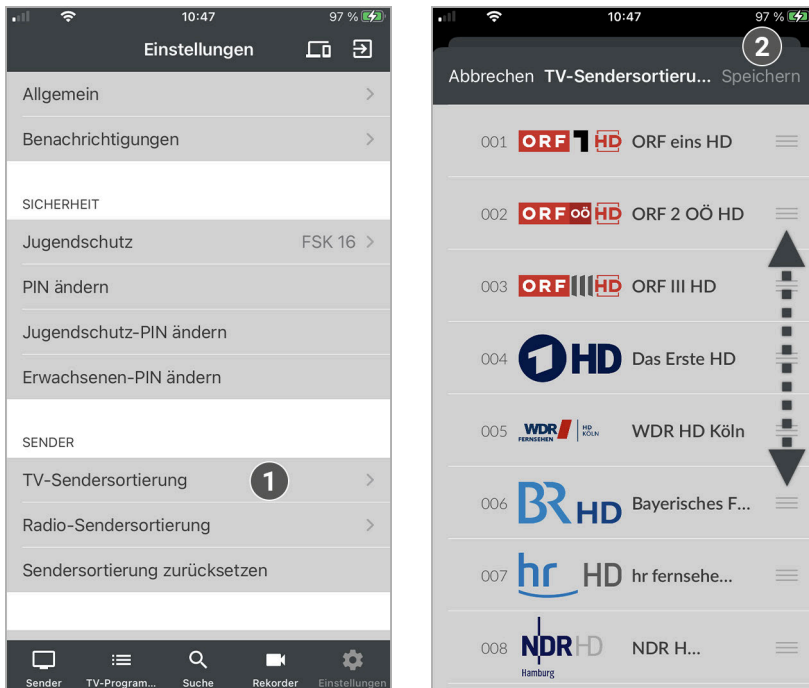 10:47
97 %
Einstellungen
Allgemein
Benachrichtigungen
SICHERHEIT
Jugendschutz FSK 16
PIN ändern
Jugendschutz-PIN ändern
Erwachsenen-PIN ändern
SENDER
TV-Sendersortierung 1
Radio-Sendersortierung
Sendersortierung zurücksetzen
Sender TV-Program... Suche Rekorder Einstellungen
10:47
97 %
2
Abbrechen TV-Sendersortieru... Speichern
001 ORF 1 HD ORF eins HD
002 ORF OÖ HD ORF 2 OÖ HD
003 ORF III HD ORF III HD
004 1 HD Das Erste HD
005 WDR FERNSEHEN HD KÖLN WDR HD Köln
006 BR HD Bayerisches F...
007 hr HD hr fernsehe...
008 NDR HD Hamburg NDR H...